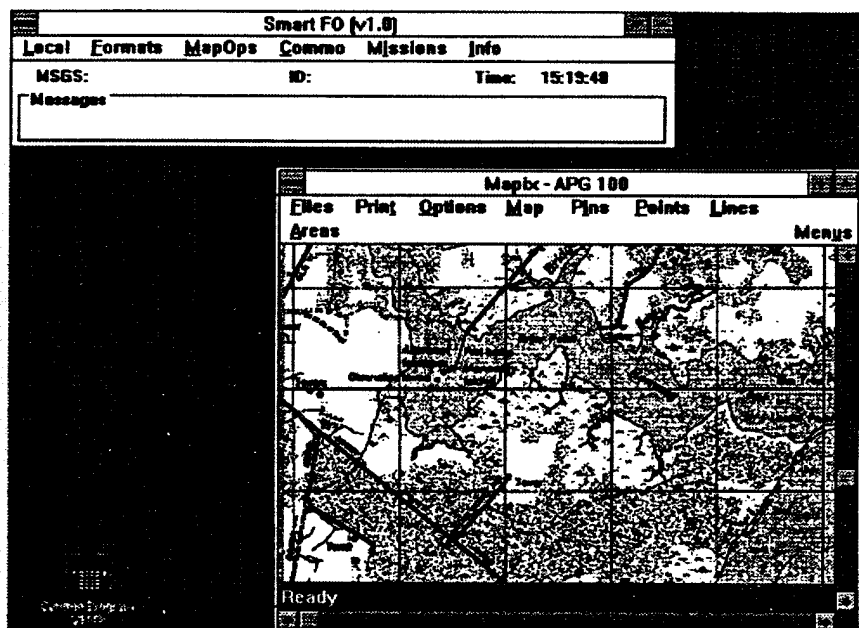 Smart FO (v1.0)
Local Formats MapOps Commo Missions Info
MSGS: ID: Time: 15:19:48
Messages
Mapix - APG 100
Files Print Options Map Pins Points Lines
Areas Menus
Ready